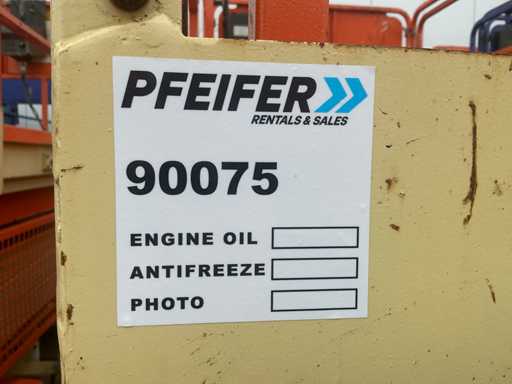 PFEIFER
RENTALS & SALES
90075
ENGINE OIL
ANTIFREEZE
PHOTO